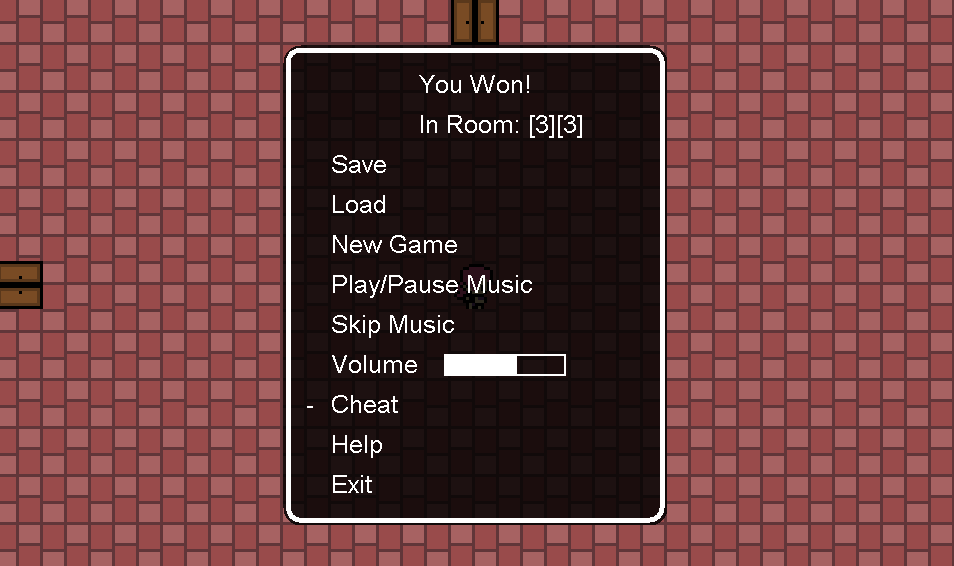 You Won!
In Room: [3][3]
Save
Load
New Game
Play/Pause Music
Skip Music
Volume
- Cheat
Help
Exit